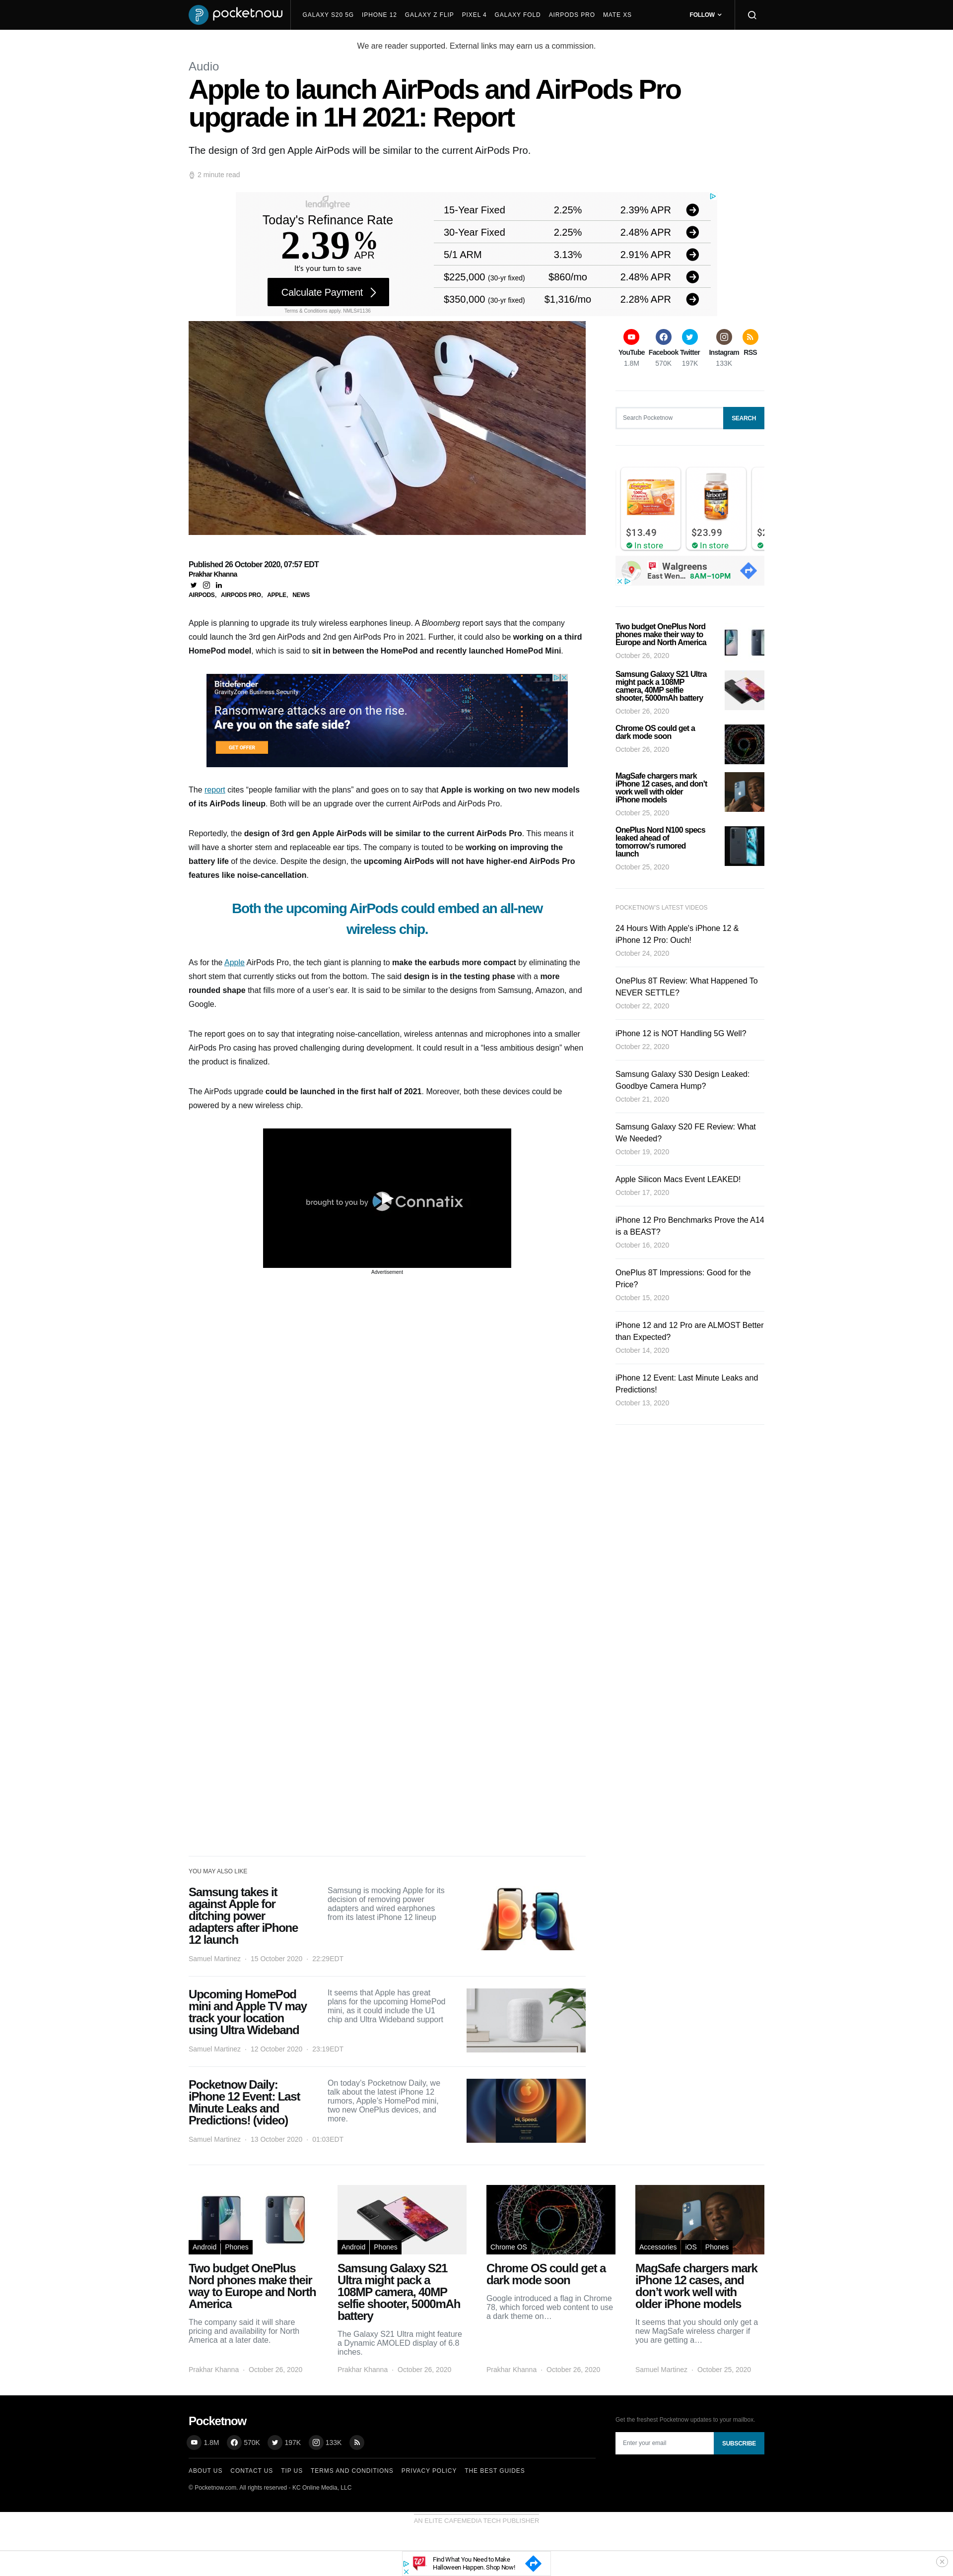 pocketnow
GALAXY S20 5G IPHONE 12 GALAXY Z FLIP PIXEL 4 GALAXY FOLD AIRPODS PRO MATE XS
FOLLOW
We are reader supported. External links may earn us a commission.
Audio
Apple to launch AirPods and AirPods Pro
upgrade in 1H 2021: Report
The design of 3rd gen Apple AirPods will be similar to the current AirPods Pro.
2 minute read
lendingtree
Today's Refinance Rate
2.39% APR
It's your turn to save
Calculate Payment
Terms & Conditions apply. NMLS#1136
15-Year Fixed 2.25% 2.39% APR
30-Year Fixed 2.25% 2.48% APR
5/1 ARM 3.13% 2.91% APR
$225,000 (30-yr fixed) $860/mo 2.48% APR
$350,000 (30-yr fixed) $1,316/mo 2.28% APR
YouTube Facebook Twitter Instagram RSS
1.8M 570K 197K 133K
Search Pocketnow
SEARCH
$13.49
In store
$23.99
In store
Walgreens
East Wen... 8AM–10PM
Published 26 October 2020, 07:57 EDT
Prakhar Khanna
AIRPODS, AIRPODS PRO, APPLE, NEWS
Apple is planning to upgrade its truly wireless earphones lineup. A Bloomberg report says that the company
could launch the 3rd gen AirPods and 2nd gen AirPods Pro in 2021. Further, it could also be working on a third
HomePod model, which is said to sit in between the HomePod and recently launched HomePod Mini.
Bitdefender
GravityZone Business Security
Ransomware attacks are on the rise.
Are you on the safe side?
GET OFFER
The report cites “people familiar with the plans” and goes on to say that Apple is working on two new models
of its AirPods lineup. Both will be an upgrade over the current AirPods and AirPods Pro.
Reportedly, the design of 3rd gen Apple AirPods will be similar to the current AirPods Pro. This means it
will have a shorter stem and replaceable ear tips. The company is touted to be working on improving the
battery life of the device. Despite the design, the upcoming AirPods will not have higher-end AirPods Pro
features like noise-cancellation.
Both the upcoming AirPods could embed an all-new
wireless chip.
As for the Apple AirPods Pro, the tech giant is planning to make the earbuds more compact by eliminating the
short stem that currently sticks out from the bottom. The said design is in the testing phase with a more
rounded shape that fills more of a user’s ear. It is said to be similar to the designs from Samsung, Amazon, and
Google.
The report goes on to say that integrating noise-cancellation, wireless antennas and microphones into a smaller
AirPods Pro casing has proved challenging during development. It could result in a “less ambitious design” when
the product is finalized.
The AirPods upgrade could be launched in the first half of 2021. Moreover, both these devices could be
powered by a new wireless chip.
brought to you by Connatix
Advertisement
Two budget OnePlus Nord
phones make their way to
Europe and North America
October 26, 2020
Samsung Galaxy S21 Ultra
might pack a 108MP
camera, 40MP selfie
shooter, 5000mAh battery
October 26, 2020
Chrome OS could get a
dark mode soon
October 26, 2020
MagSafe chargers mark
iPhone 12 cases, and don’t
work well with older
iPhone models
October 25, 2020
OnePlus Nord N100 specs
leaked ahead of
tomorrow’s rumored
launch
October 25, 2020
POCKETNOW'S LATEST VIDEOS
24 Hours With Apple's iPhone 12 &
iPhone 12 Pro: Ouch!
October 24, 2020
OnePlus 8T Review: What Happened To
NEVER SETTLE?
October 22, 2020
iPhone 12 is NOT Handling 5G Well?
October 22, 2020
Samsung Galaxy S30 Design Leaked:
Goodbye Camera Hump?
October 21, 2020
Samsung Galaxy S20 FE Review: What
We Needed?
October 19, 2020
Apple Silicon Macs Event LEAKED!
October 17, 2020
iPhone 12 Pro Benchmarks Prove the A14
is a BEAST?
October 16, 2020
OnePlus 8T Impressions: Good for the
Price?
October 15, 2020
iPhone 12 and 12 Pro are ALMOST Better
than Expected?
October 14, 2020
iPhone 12 Event: Last Minute Leaks and
Predictions!
October 13, 2020
YOU MAY ALSO LIKE
Samsung takes it
against Apple for
ditching power
adapters after iPhone
12 launch
Samuel Martinez - 15 October 2020 - 22:29EDT
Samsung is mocking Apple for its
decision of removing power
adapters and wired earphones
from its latest iPhone 12 lineup
Upcoming HomePod
mini and Apple TV may
track your location
using Ultra Wideband
Samuel Martinez - 12 October 2020 - 23:19EDT
It seems that Apple has great
plans for the upcoming HomePod
mini, as it could include the U1
chip and Ultra Wideband support
Pocketnow Daily:
iPhone 12 Event: Last
Minute Leaks and
Predictions! (video)
Samuel Martinez - 13 October 2020 - 01:03EDT
On today’s Pocketnow Daily, we
talk about the latest iPhone 12
rumors, Apple’s HomePod mini,
two new OnePlus devices, and
more.
Hi, Speed.
Android Phones
Two budget OnePlus
Nord phones make their
way to Europe and North
America
The company said it will share
pricing and availability for North
America at a later date.
Prakhar Khanna - October 26, 2020
Android Phones
Samsung Galaxy S21
Ultra might pack a
108MP camera, 40MP
selfie shooter, 5000mAh
battery
The Galaxy S21 Ultra might feature
a Dynamic AMOLED display of 6.8
inches.
Prakhar Khanna - October 26, 2020
Chrome OS
Chrome OS could get a
dark mode soon
Google introduced a flag in Chrome
78, which forced web content to use
a dark theme on…
Prakhar Khanna - October 26, 2020
Accessories iOS Phones
MagSafe chargers mark
iPhone 12 cases, and
don’t work well with
older iPhone models
It seems that you should only get a
new MagSafe wireless charger if
you are getting a…
Samuel Martinez - October 25, 2020
Pocketnow
1.8M 570K 197K 133K
ABOUT US CONTACT US TIP US TERMS AND CONDITIONS PRIVACY POLICY THE BEST GUIDES
© Pocketnow.com. All rights reserved - KC Online Media, LLC
Get the freshest Pocketnow updates to your mailbox.
Enter your email
SUBSCRIBE
AN ELITE CAFEMEDIA TECH PUBLISHER
Find What You Need to Make
Halloween Happen. Shop Now!